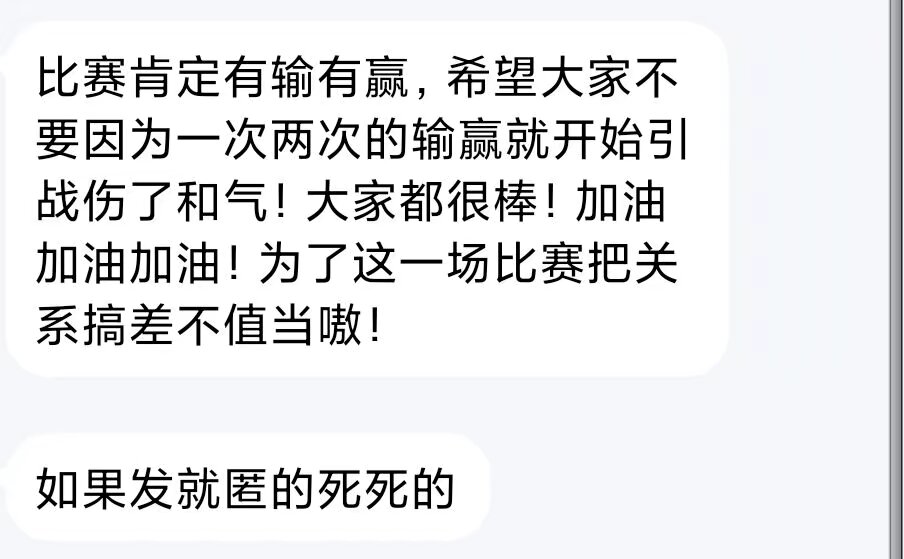 比赛肯定有输有赢，希望大家不
要因为一次两次的输赢就开始引
战伤了和气！大家都很棒！加油
加油加油！为了这一场比赛把关
系搞差不值当嗷！
如果发就匿的死死的